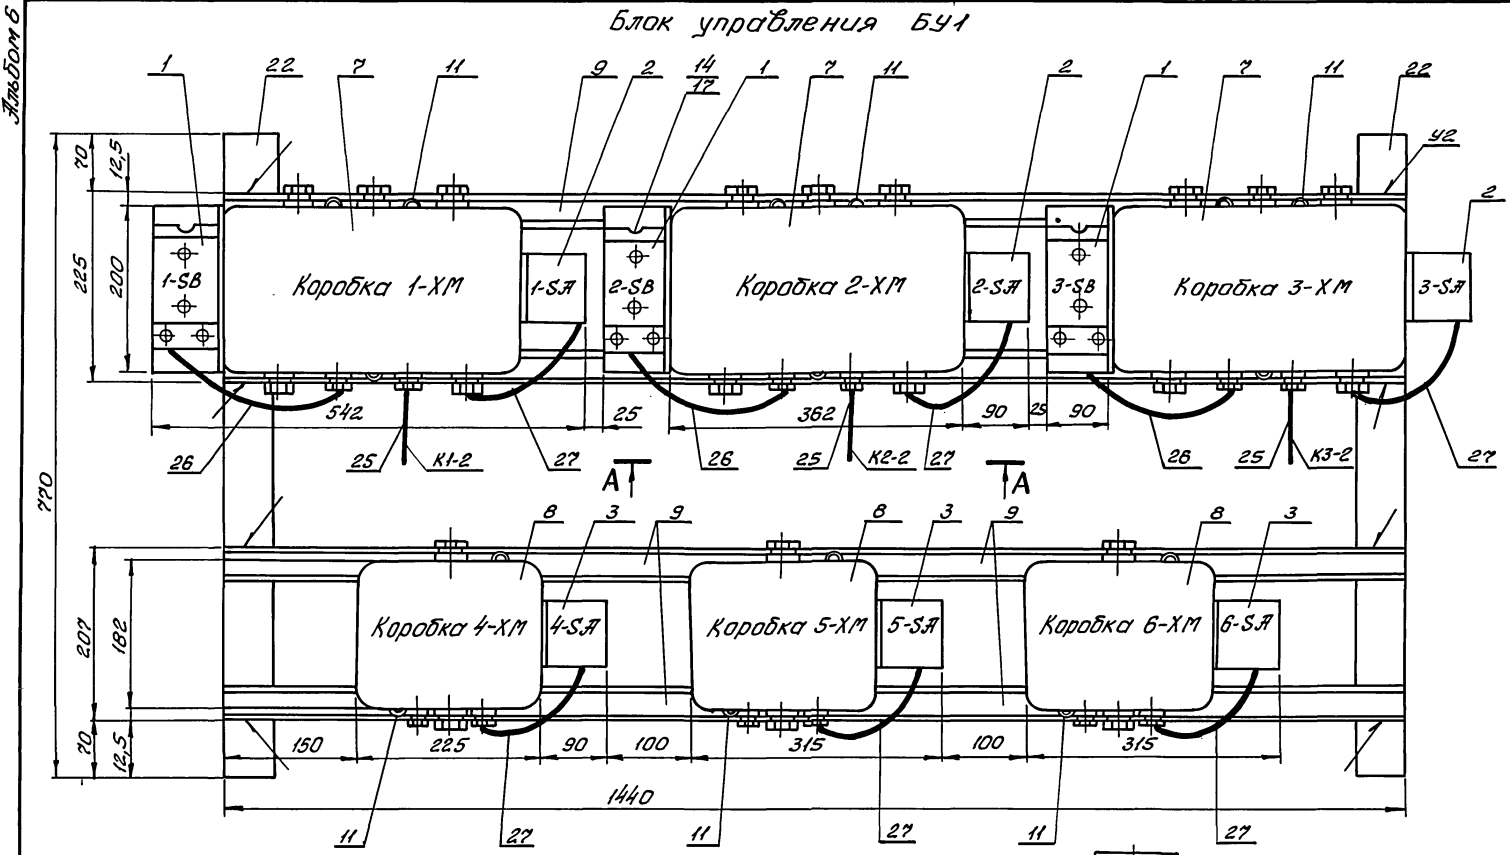 Альбом 6
Блок управления БУ1
1 22 7 11 9 2 14 1 7 11 2 1 7 11 22
17
У2
2
70 12,5
225 200
1-SB Коробка 1-ХМ 1-SA 2-SB Коробка 2-ХМ 2-SA 3-SB Коробка 3-ХМ 3-SA
542 25 362 90 25 90
26 25 К1-2 27 26 25 К2-2 27 26 25 К3-2 27
А А
770
8 3 9 8 3 9 8 3
207 182
Коробка 4-ХМ 4-SA Коробка 5-ХМ 5-SA Коробка 6-ХМ 6-SA
70 12,5
150 225 90 100 315 100 315
1440
11 27 11 27 11 27